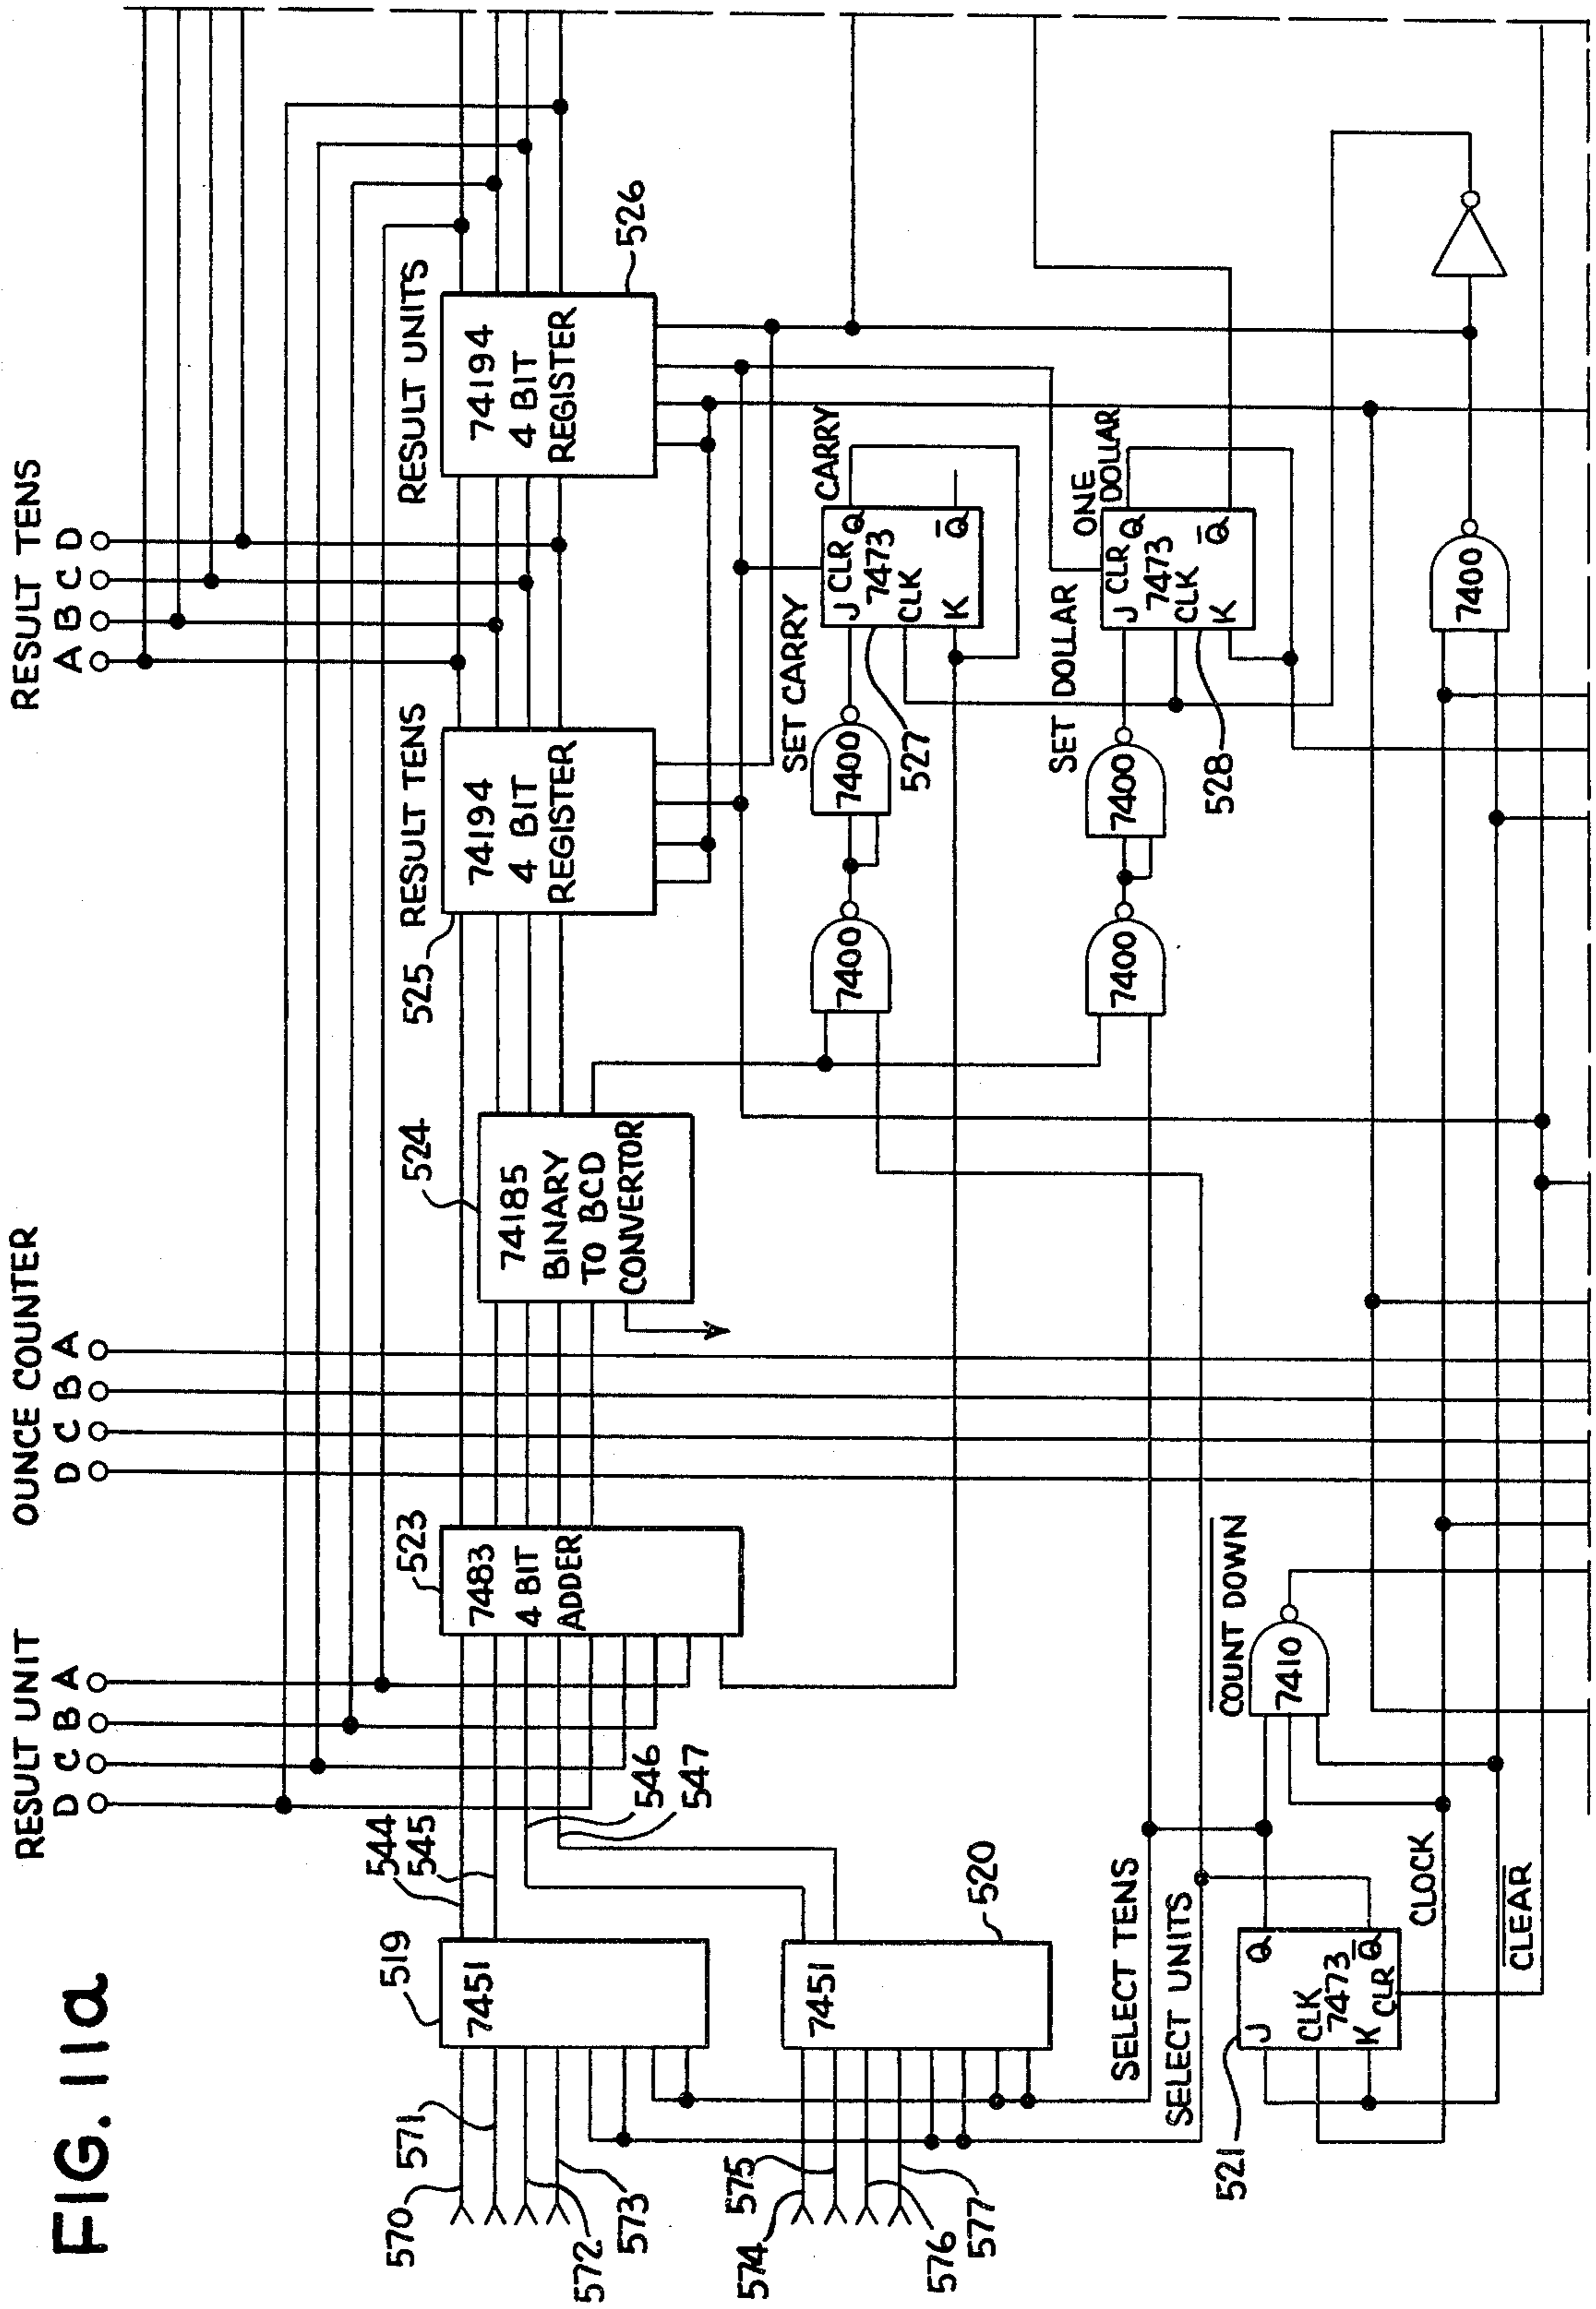 FIG. 11a
RESULT UNIT
D C B A
OUNCE COUNTER
D C B A
RESULT TENS
A B C D
570
571
572
573
519
7451
544
545
546
547
523
7483
4 BIT
ADDER
524
74185
BINARY
TO BCD
CONVERTOR
525
RESULT TENS
74194
4 BIT
REGISTER
RESULT UNITS
74194
4 BIT
REGISTER
526
574
575
576
577
7451
520
7400
SET CARRY
7400
527
CARRY
J CLR Q
7473
CLK
K Q
SELECT TENS
SELECT UNITS
7400
SET DOLLAR
7400
528
ONE
DOLLAR
J CLR Q
7473
CLK
K Q
521
J Q
CLK
7473
K CLR Q
COUNT DOWN
7410
CLOCK
CLEAR
7400